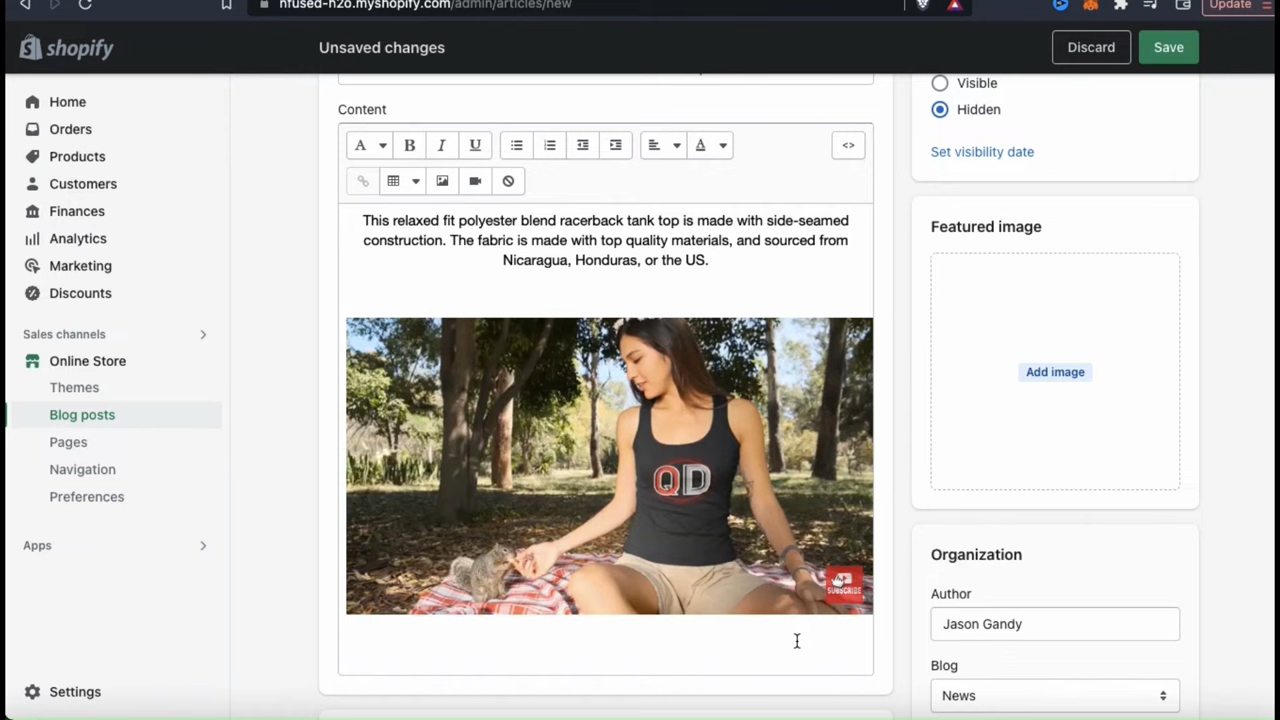 nfused-h2o.myshopify.com/admin/articles/new
Update
shopify
Unsaved changes
Discard
Save
Home
Orders
Products
Customers
Finances
Analytics
Marketing
Discounts
Sales channels
Online Store
Themes
Blog posts
Pages
Navigation
Preferences
Apps
Settings
Content
A
B
I
U
A
<>
This relaxed fit polyester blend racerback tank top is made with side-seamed
construction. The fabric is made with top quality materials, and sourced from
Nicaragua, Honduras, or the US.
QD
SUBSCRIBE
Visible
Hidden
Set visibility date
Featured image
Add image
Organization
Author
Jason Gandy
Blog
News